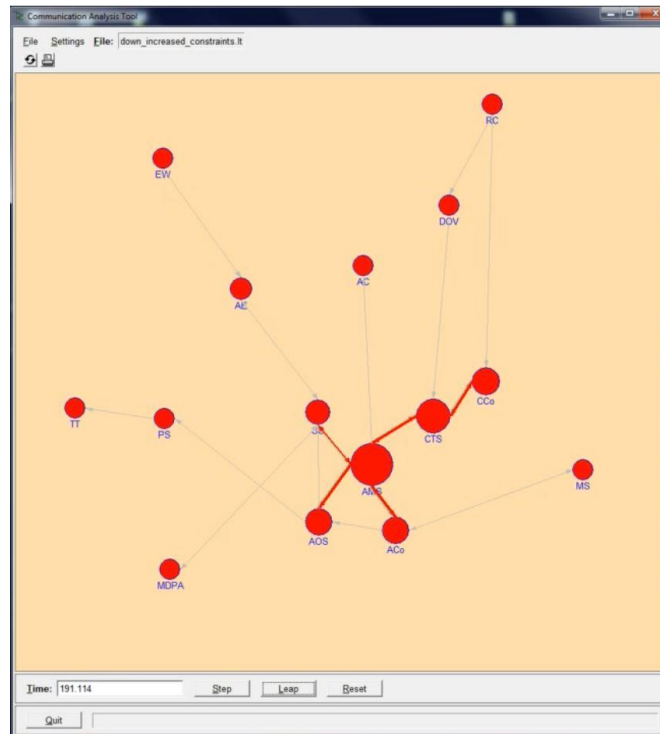 Communication Analysis Tool
File Settings File: down_increased_constraints.lt
RC
EW
DOV
AC
AE
CCo
TT
PS
CTS
AMS
MS
AOS
ACo
MDPA
Time: 191.114 Step Leap Reset
Quit